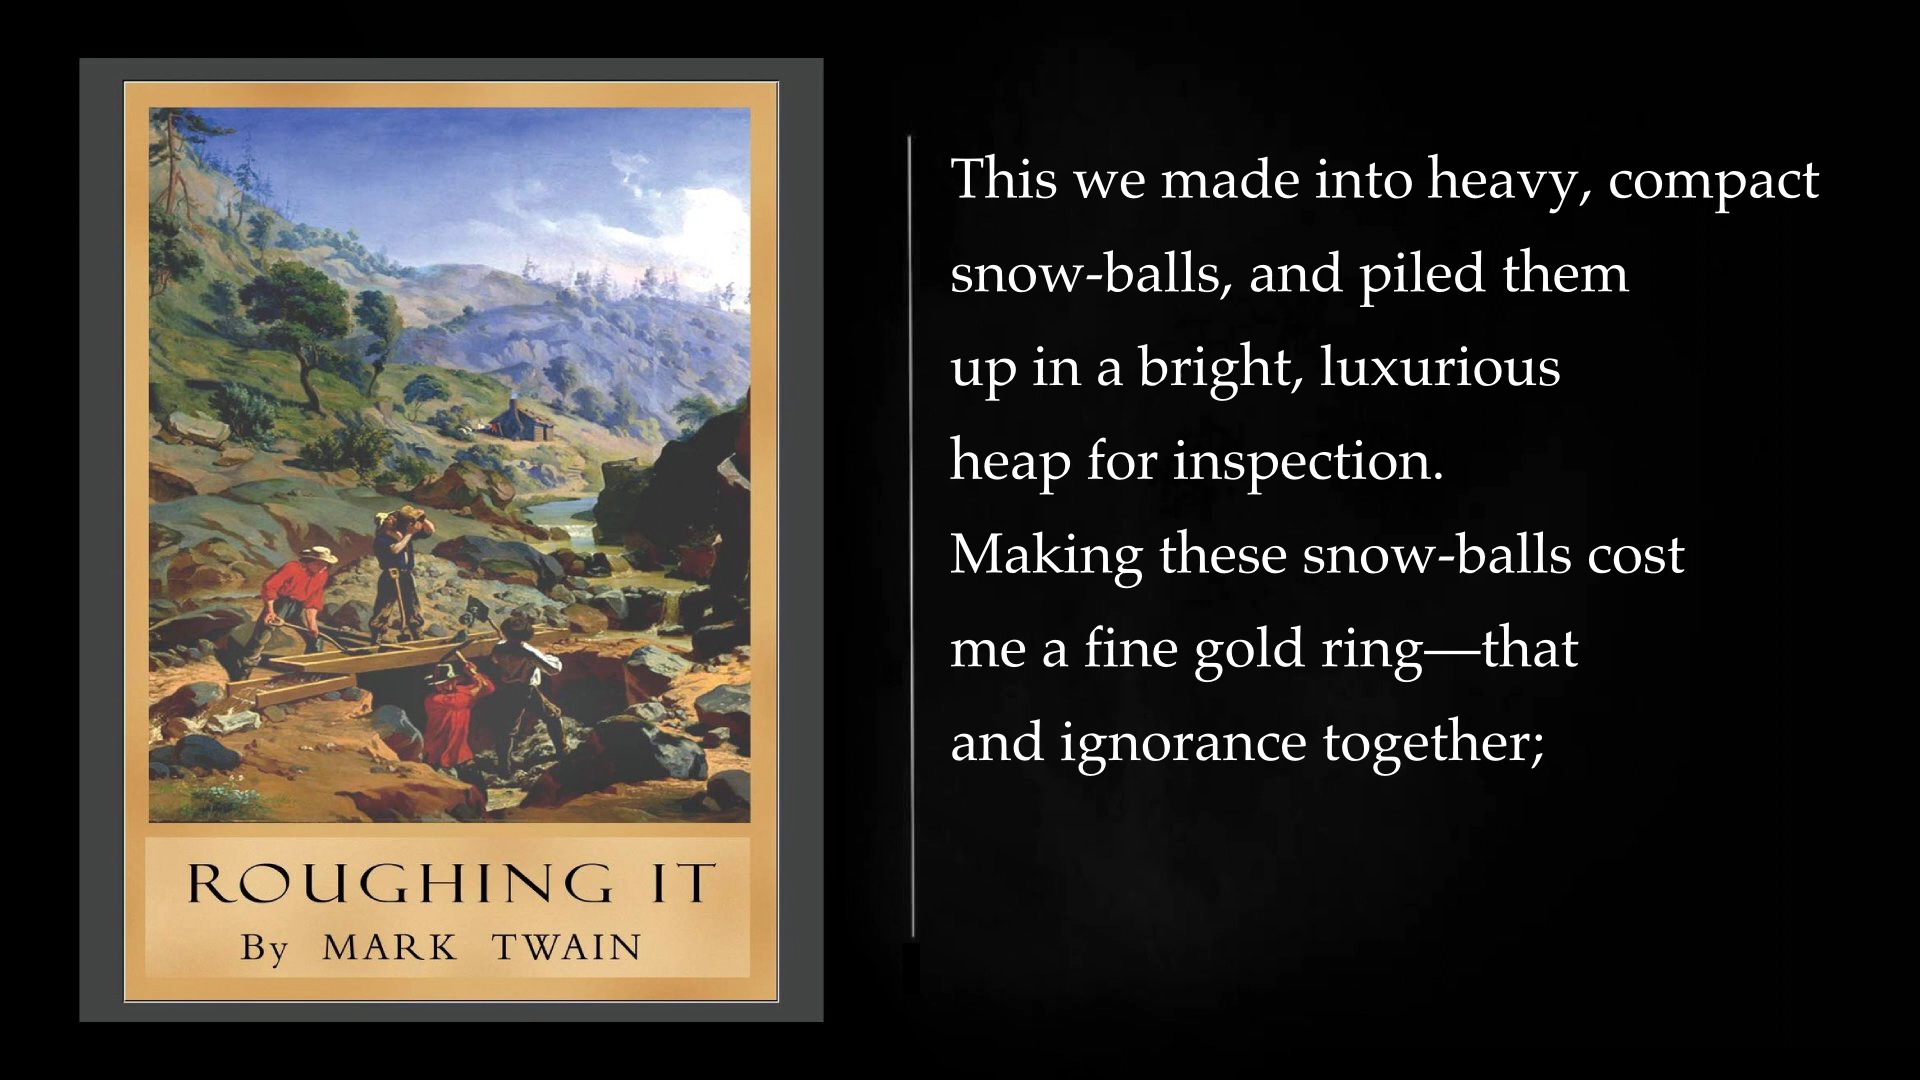 ROUGHING IT
By MARK TWAIN
This we made into heavy, compact
snow-balls, and piled them
up in a bright, luxurious
heap for inspection.
Making these snow-balls cost
me a fine gold ring—that
and ignorance together;